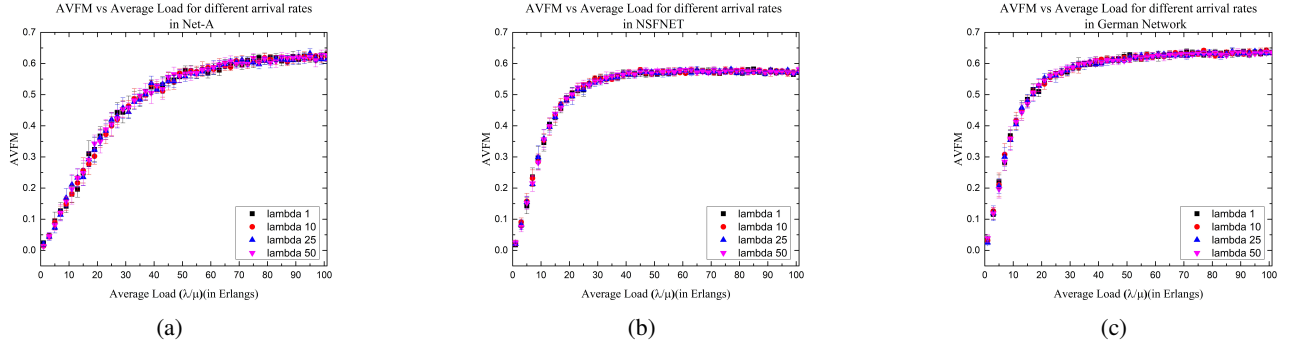 AVFM vs Average Load for different arrival rates
in Net-A
0.7
0.6
0.5
0.4
0.3
0.2
0.1
0.0
AVFM
lambda 1
lambda 10
lambda 25
lambda 50
0 10 20 30 40 50 60 70 80 90 100
Average Load (λ/μ)(in Erlangs)
(a)
AVFM vs Average Load for different arrival rates
in NSFNET
0.7
0.6
0.5
0.4
0.3
0.2
0.1
0.0
AVFM
lambda 1
lambda 10
lambda 25
lambda 50
0 10 20 30 40 50 60 70 80 90 100
Average Load (λ/μ)(in Erlangs)
(b)
AVFM vs Average Load for different arrival rates
in German Network
0.7
0.6
0.5
0.4
0.3
0.2
0.1
0.0
AVFM
lambda 1
lambda 10
lambda 25
lambda 50
0 10 20 30 40 50 60 70 80 90 100
Average Load (λ/μ)(in Erlangs)
(c)